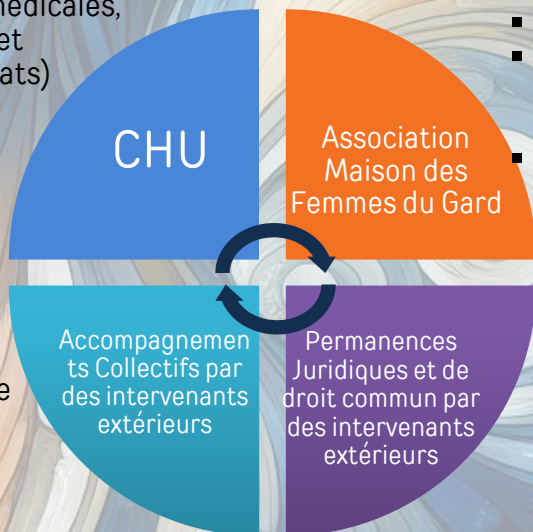 médicales,
et
ats)
CHU
Association
Maison des
Femmes du Gard
Accompagnemen
ts Collectifs par
des intervenants
extérieurs
e
Permanences
Juridiques et de
droit commun par
des intervenants
extérieurs